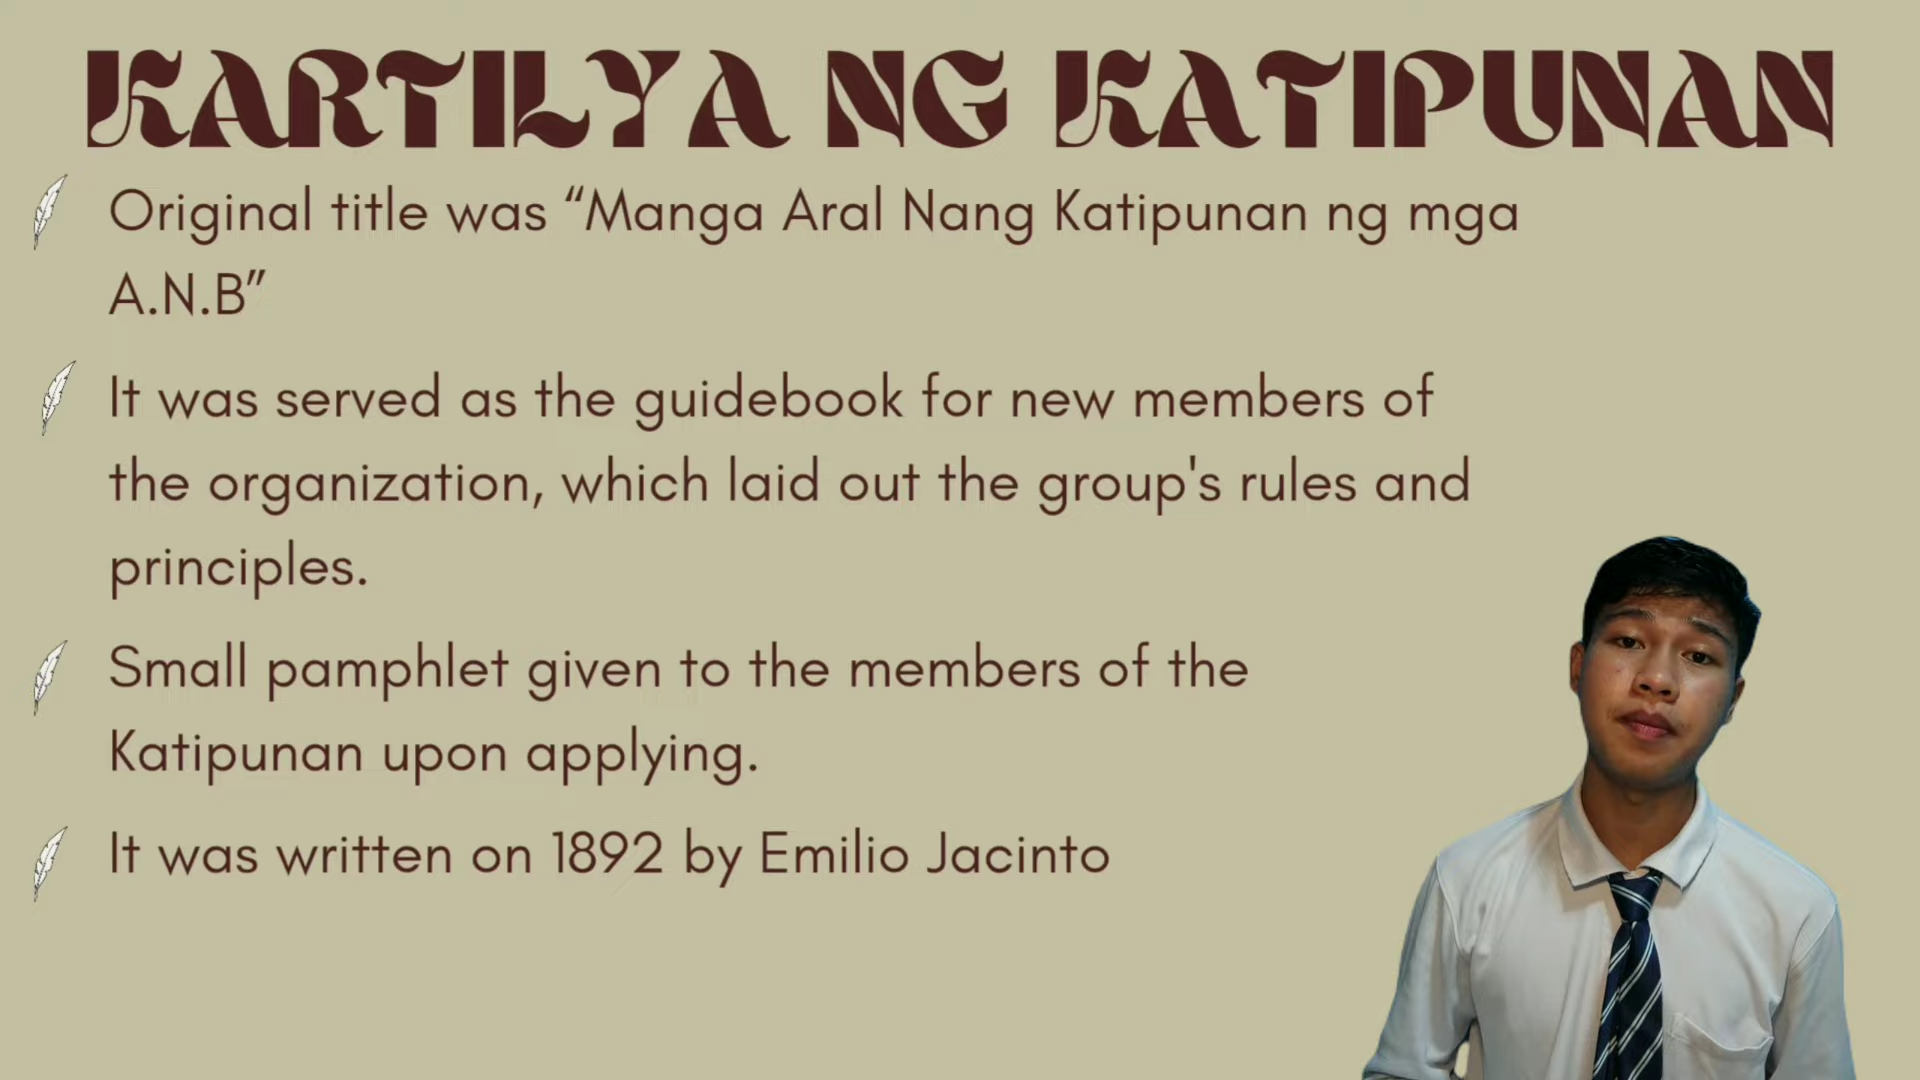 KARTILYA NG KATIPUNAN
Original title was “Manga Aral Nang Katipunan ng mga
A.N.B”
It was served as the guidebook for new members of
the organization, which laid out the group's rules and
principles.
Small pamphlet given to the members of the
Katipunan upon applying.
It was written on 1892 by Emilio Jacinto